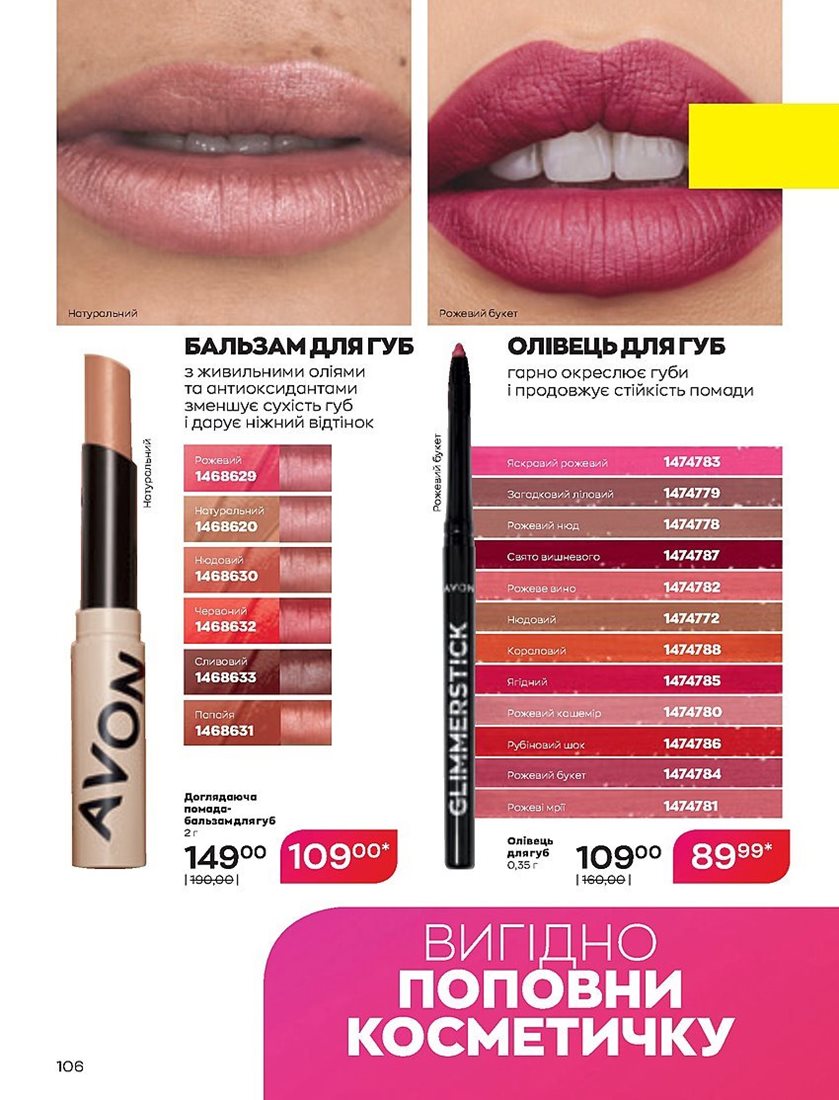 Натуральний
Рожевий букет
БАЛЬЗАМ ДЛЯ ГУБ
з живильними оліями
та антиоксидантами
зменшує сухість губ
і дарує ніжний відтінок
Натуральний
Рожевий
1468629
Натуральний
1468620
Нюдовий
1468630
Червоний
1468632
Сливовий
1468633
Папайя
1468631
AVON
Доглядаюча
помада-
бальзам для губ
2 г
14900
|190,00|
10900*
ОЛІВЕЦЬ ДЛЯ ГУБ
гарно окреслює губи
і продовжує стійкість помади
Рожевий букет
Яскравий рожевий 1474783
Загадковий ліловий 1474779
Рожевий нюд 1474778
Свято вишневого 1474787
Рожеве вино 1474782
Нюдовий 1474772
Кораловий 1474788
Ягідний 1474785
Рожевий кашемір 1474780
Рубіновий шок 1474786
Рожевий букет 1474784
Рожеві мрії 1474781
AVON
GLIMMERSTICK
Олівець
для губ
0,35 г
10900
|160,00|
8999*
ВИГІДНО
ПОПОВНИ
КОСМЕТИЧКУ
106